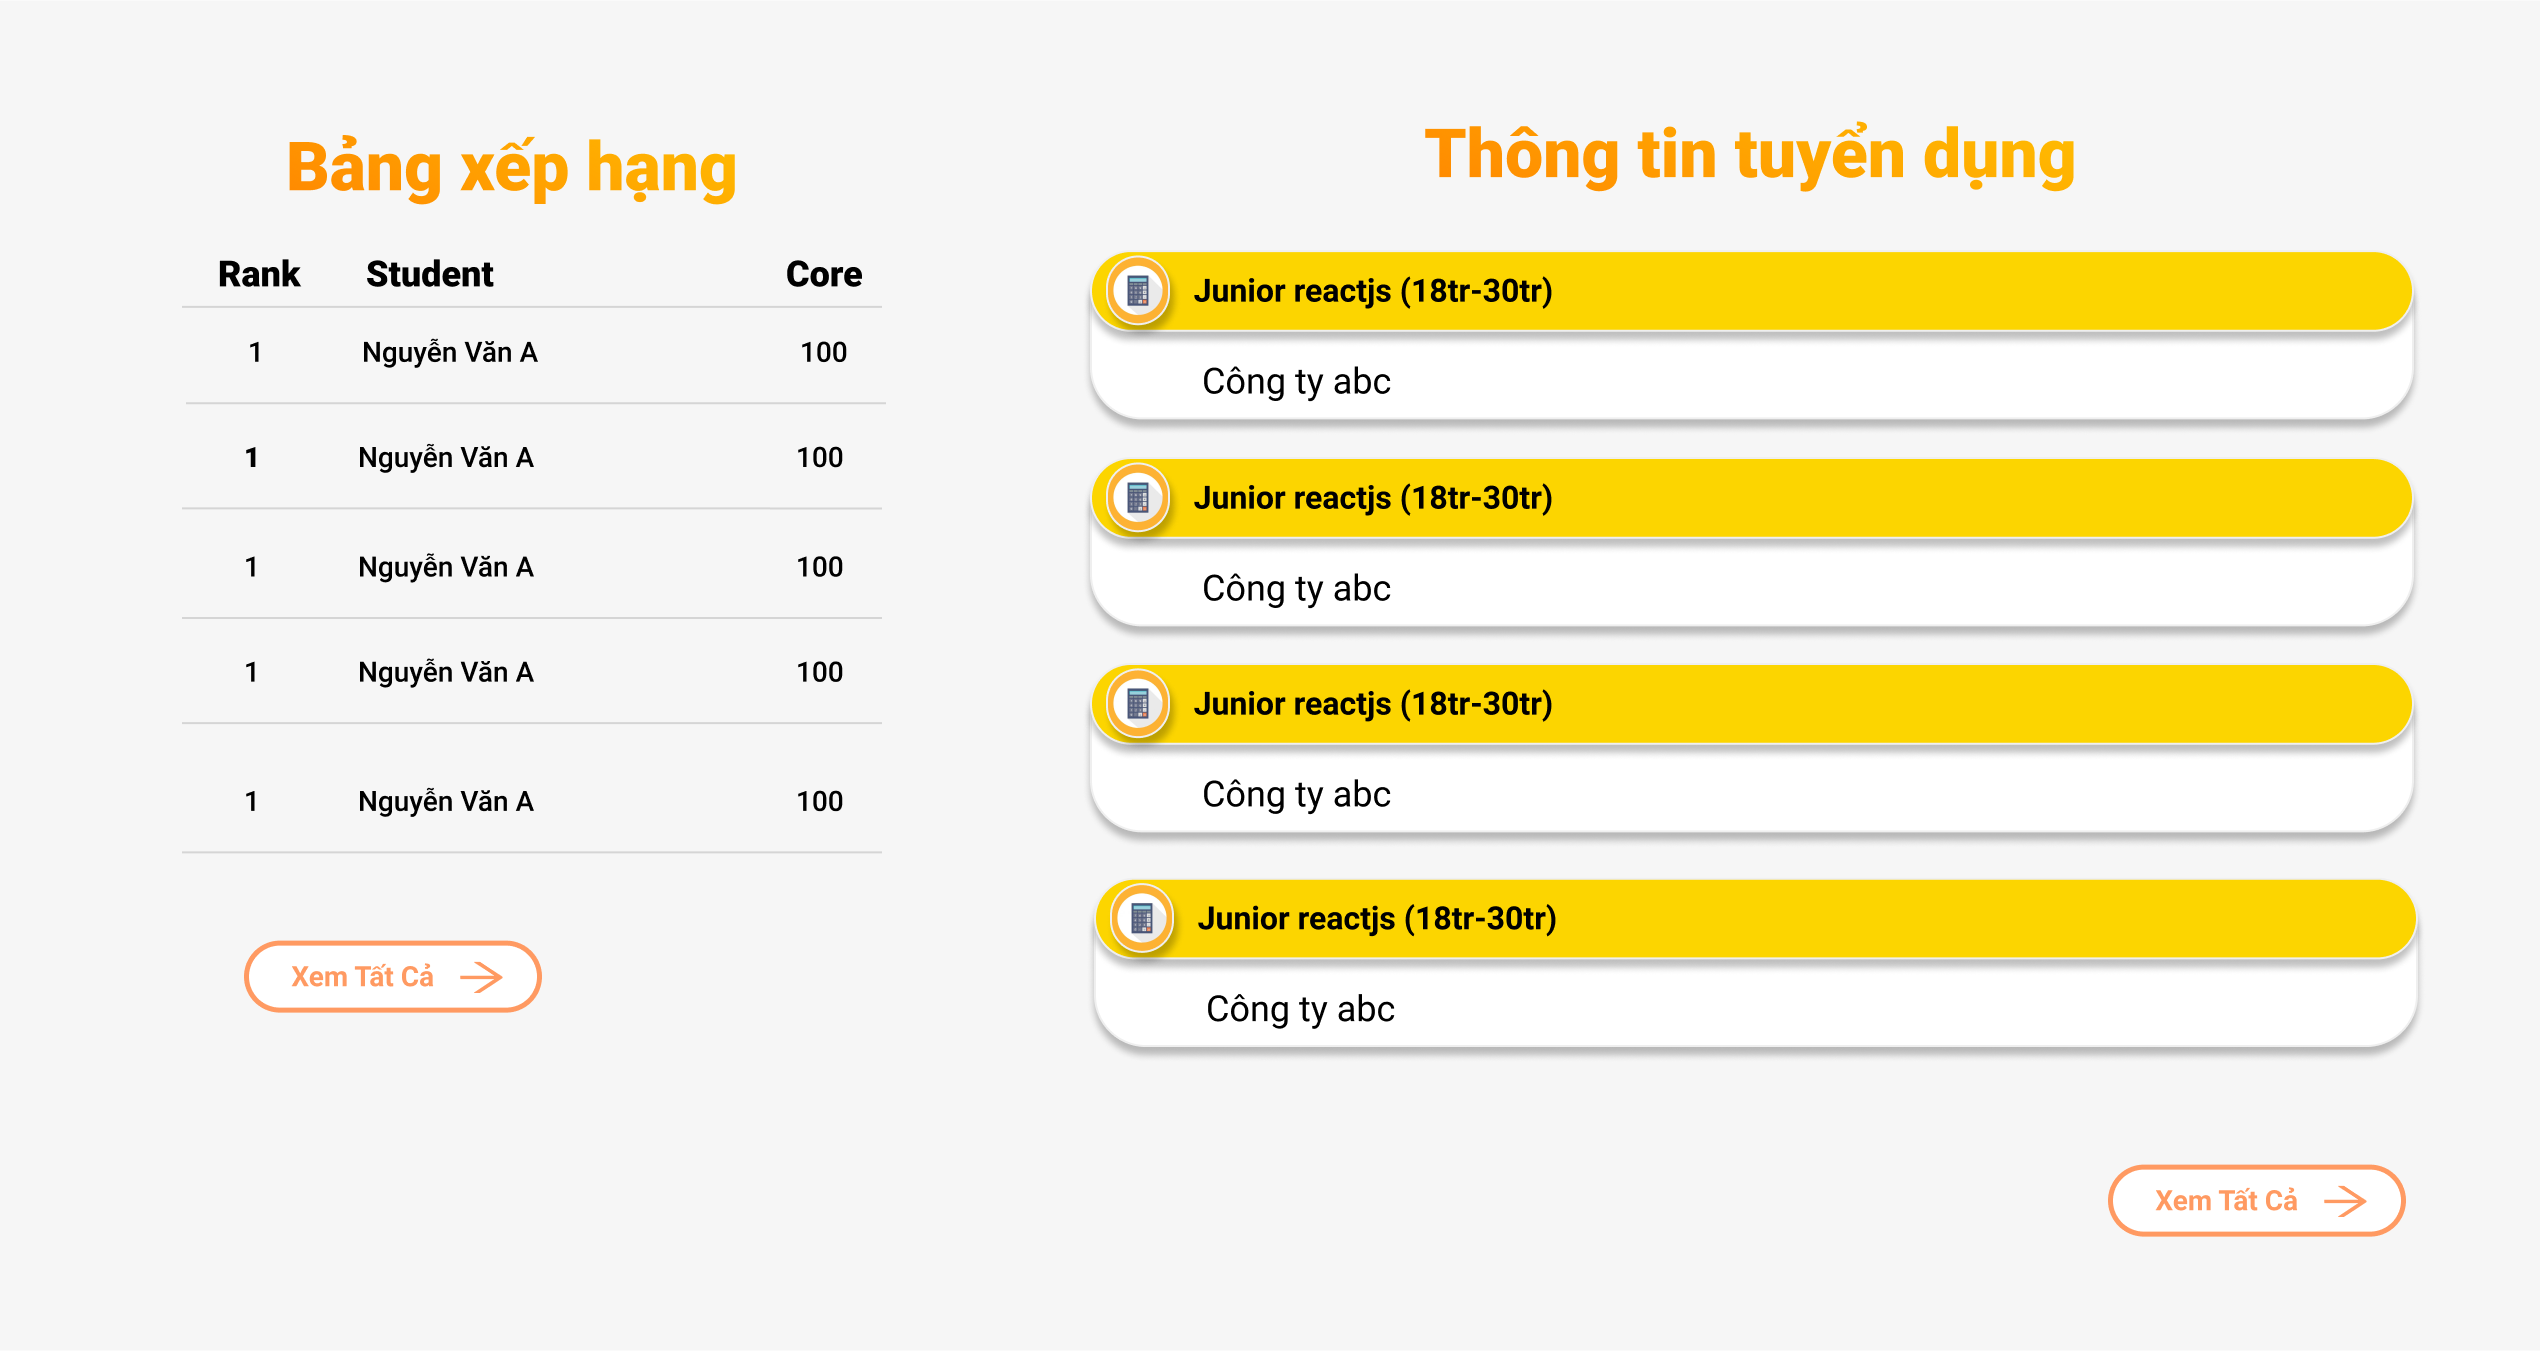 Bảng xếp hạng
Rank Student Core
1 Nguyễn Văn A 100
1 Nguyễn Văn A 100
1 Nguyễn Văn A 100
1 Nguyễn Văn A 100
1 Nguyễn Văn A 100
Xem Tất Cả
Thông tin tuyển dụng
Junior reactjs (18tr-30tr)
Công ty abc
Junior reactjs (18tr-30tr)
Công ty abc
Junior reactjs (18tr-30tr)
Công ty abc
Junior reactjs (18tr-30tr)
Công ty abc
Xem Tất Cả